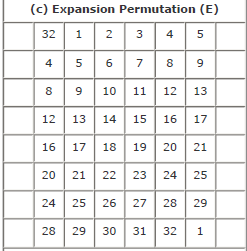 (c) Expansion Permutation (E)
32 1 2 3 4 5
4 5 6 7 8 9
8 9 10 11 12 13
12 13 14 15 16 17
16 17 18 19 20 21
20 21 22 23 24 25
24 25 26 27 28 29
28 29 30 31 32 1